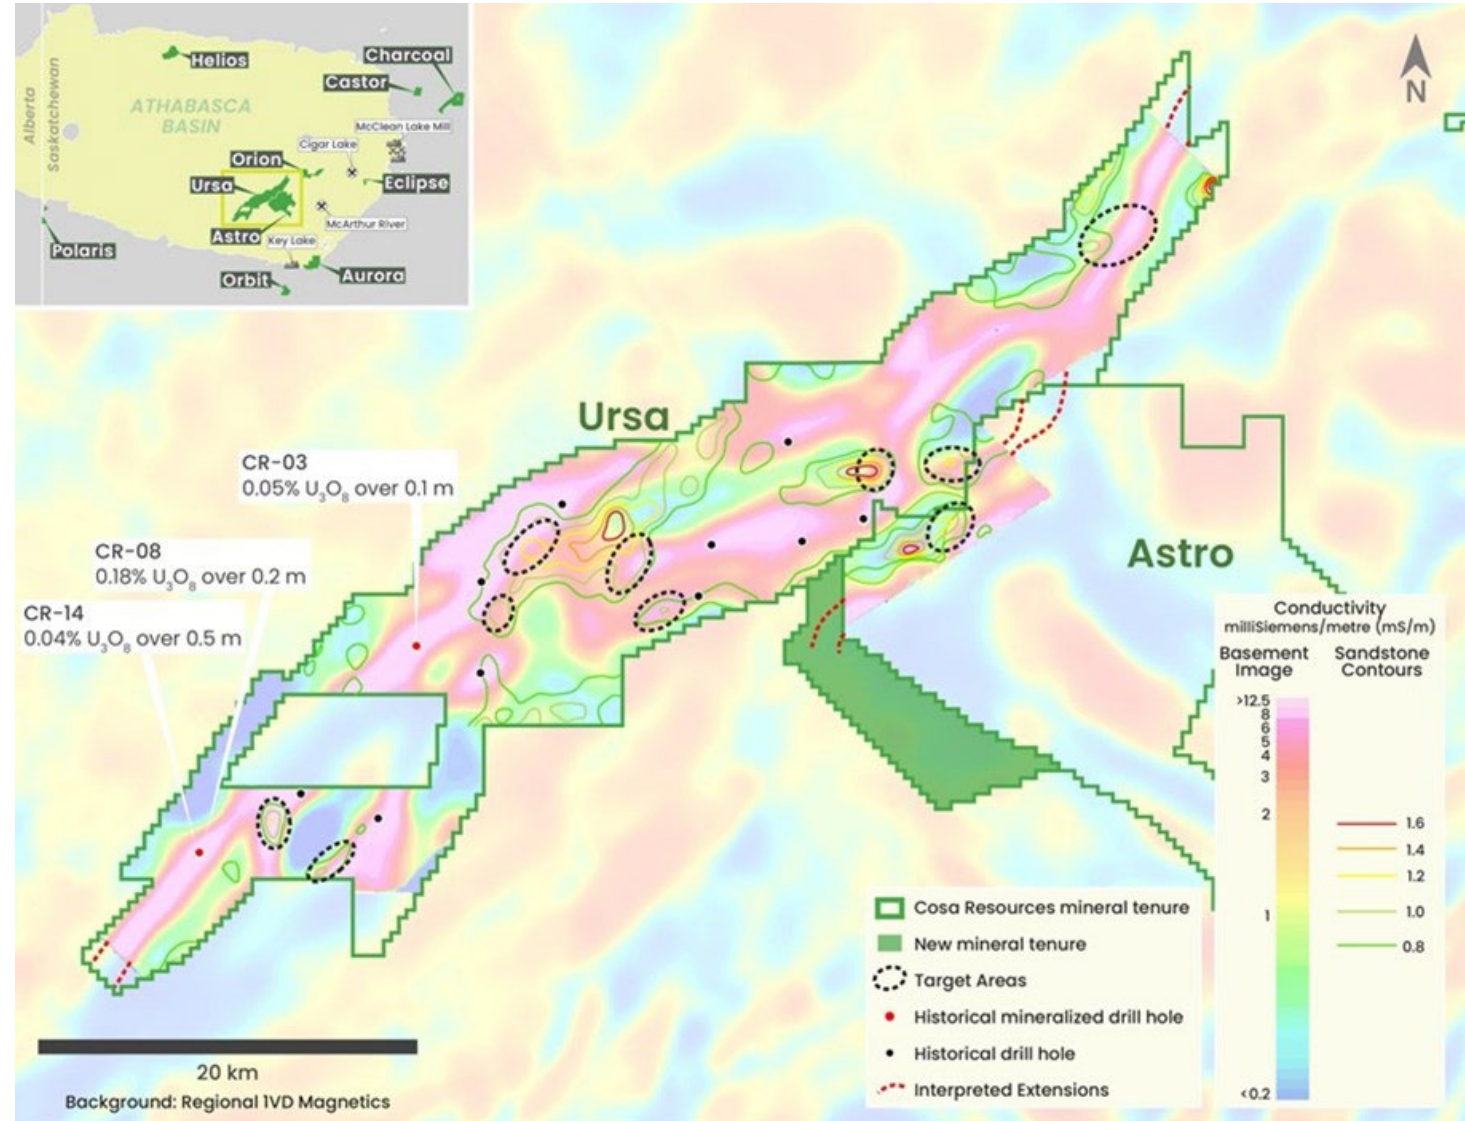 Helios
Charcoal
Castor
Alberta
Saskatchewan
ATHABASCA
BASIN
McClean Lake Mill
Cigar Lake
Orion
Ursa
Eclipse
McArthur River
Astro
Key Lake
Polaris
Orbit
Aurora
N
Ursa
CR-03
0.05% U₃O₈ over 0.1 m
CR-08
0.18% U₃O₈ over 0.2 m
CR-14
0.04% U₃O₈ over 0.5 m
Astro
Conductivity
milliSiemens/metre (mS/m)
Basement Sandstone
Image Contours
>12.5
8
6
5
4
3
2
1
<0.2
1.6
1.4
1.2
1.0
0.8
Cosa Resources mineral tenure
New mineral tenure
Target Areas
Historical mineralized drill hole
Historical drill hole
Interpreted Extensions
20 km
Background: Regional 1VD Magnetics